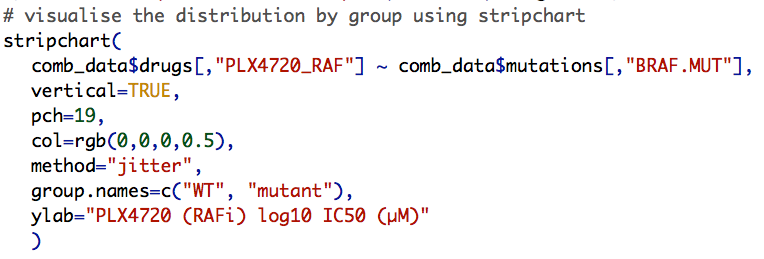 # visualise the distribution by group using stripchart
stripchart(
  comb_data$drugs[,"PLX4720_RAF"] ~ comb_data$mutations[,"BRAF.MUT"],
  vertical=TRUE,
  pch=19,
  col=rgb(0,0,0,0.5),
  method="jitter",
  group.names=c("WT", "mutant"),
  ylab="PLX4720 (RAFi) log10 IC50 (µM)"
  )